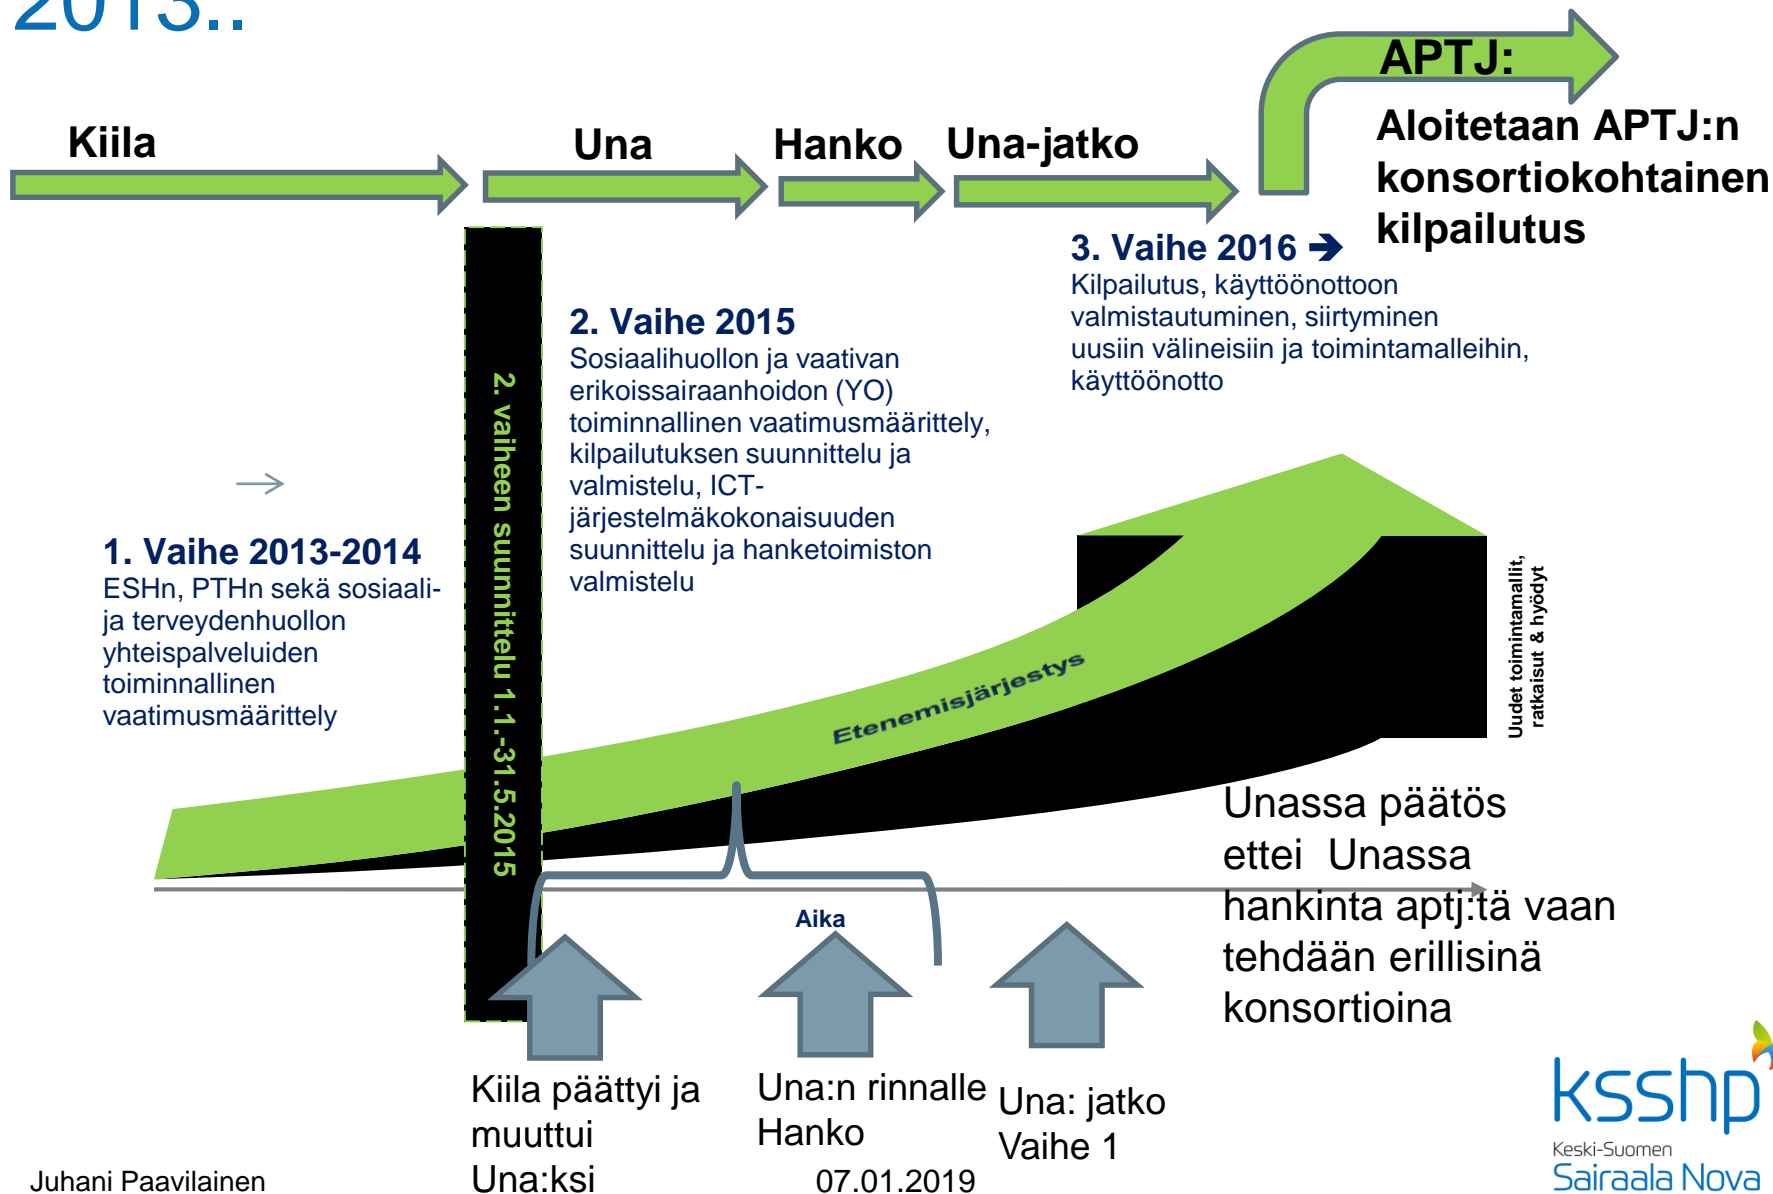 2013..
APTJ:
Aloitetaan APTJ:n
konsortiokohtainen
kilpailutus
Kiila
Una
Hanko
Una-jatko
3. Vaihe 2016 ➔
Kilpailutus, käyttöönottoon
valmistautuminen, siirtyminen
uusiin välineisiin ja toimintamalleihin,
käyttöönotto
2. Vaihe 2015
Sosiaalihuollon ja vaativan
erikoissairaanhoidon (YO)
toiminnallinen vaatimusmäärittely,
kilpailutuksen suunnittelu ja
valmistelu, ICT-
järjestelmäkokonaisuuden
suunnittelu ja hanketoimiston
valmistelu
2. vaiheen suunnittelu 1.1.-31.5.2015
1. Vaihe 2013-2014
ESHn, PTHn sekä sosiaali-
ja terveydenhuollon
yhteispalveluiden
toiminnallinen
vaatimusmäärittely
Etenemisjärjestys
Uudet toimintamallit,
ratkaisut & hyödyt
Unassa päätös
ettei Unassa
hankinta aptj:tä vaan
tehdään erillisinä
konsortioina
Aika
Kiila päättyi ja
muuttui
Una:ksi
Una:n rinnalle
Hanko
Una: jatko
Vaihe 1
Juhani Paavilainen
07.01.2019
ksshp
Keski-Suomen
Sairaala Nova